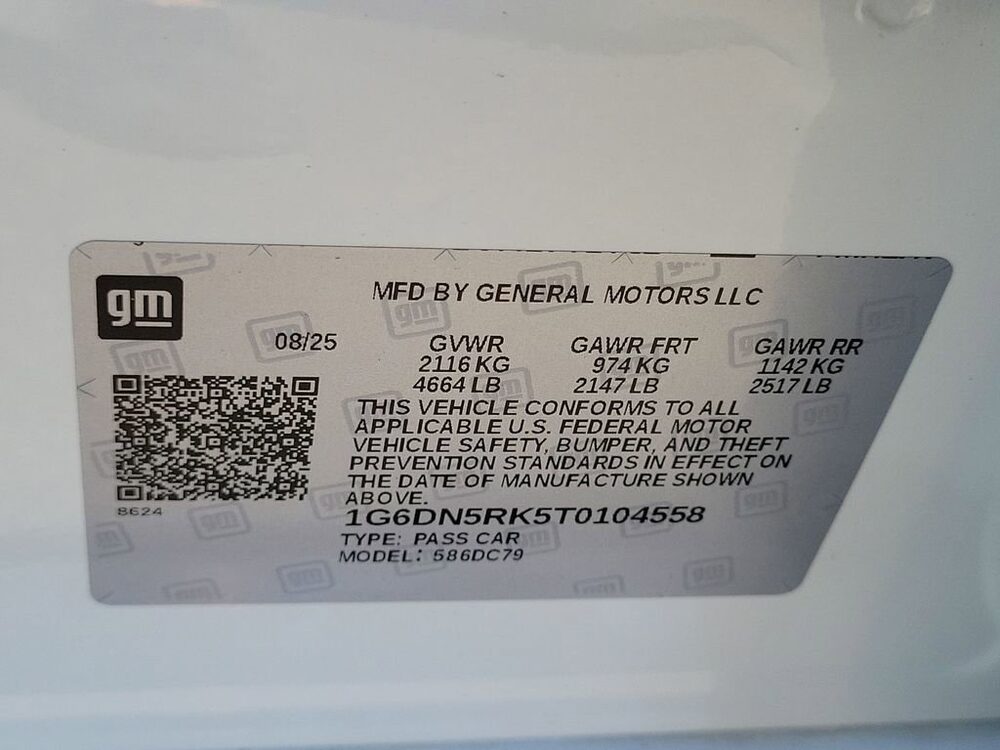 gm
MFD BY GENERAL MOTORS LLC
08/25 GVWR GAWR FRT GAWR RR
2116 KG 974 KG 1142 KG
4664 LB 2147 LB 2517 LB
THIS VEHICLE CONFORMS TO ALL
APPLICABLE U.S. FEDERAL MOTOR
VEHICLE SAFETY, BUMPER, AND THEFT
PREVENTION STANDARDS IN EFFECT ON
THE DATE OF MANUFACTURE SHOWN
ABOVE.
8624
1G6DN5RK5T0104558
TYPE: PASS CAR
MODEL: 586DC79